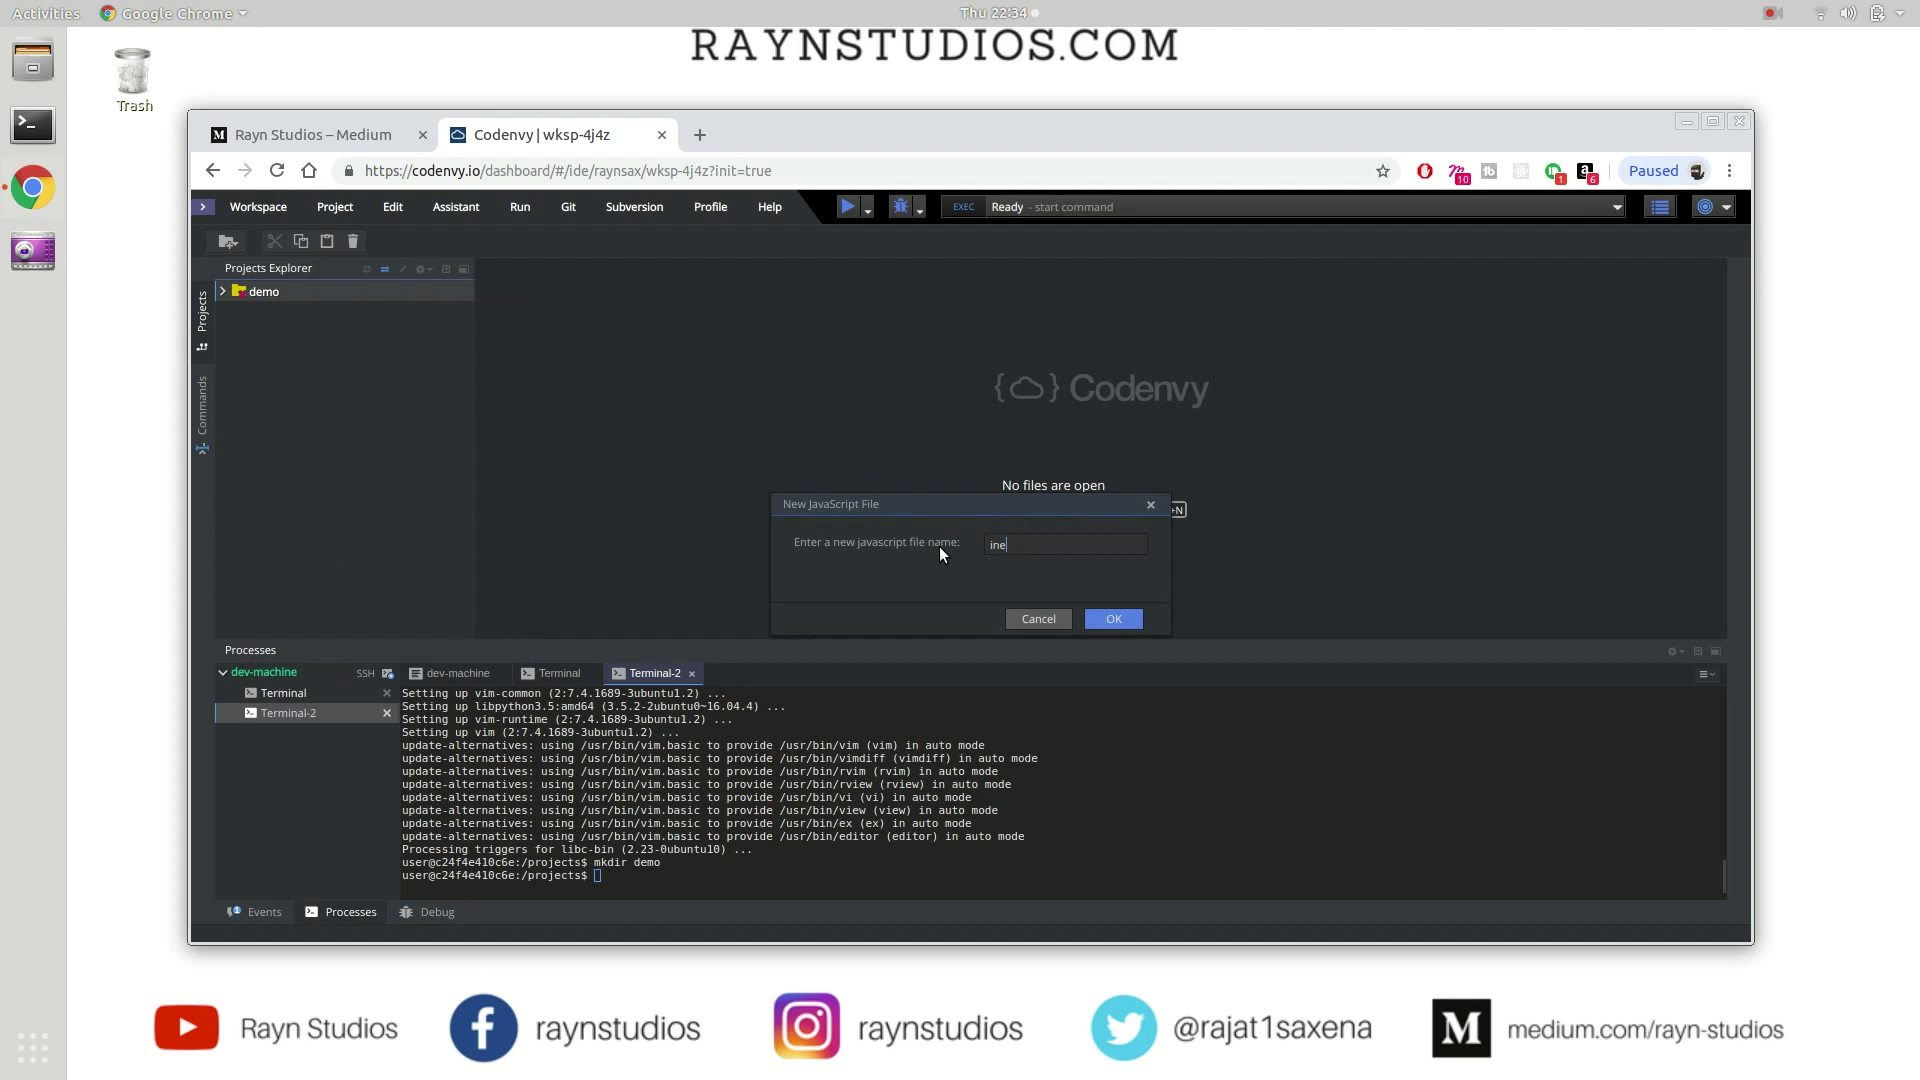 Activities
Google Chrome
Thu 22:34
RAYNSTUDIOS.COM
Trash
Rayn Studios – Medium
Codenvy | wksp-4j4z
https://codenvy.io/dashboard/#/ide/raynsax/wksp-4j4z?init=true
10
1
6
Paused
Workspace
Project
Edit
Assistant
Run
Git
Subversion
Profile
Help
EXEC
Ready - start command
Projects Explorer
demo
Projects
Commands
{ } Codenvy
No files are open
+N
New JavaScript File
Enter a new javascript file name:
ine
Cancel
OK
Processes
dev-machine
SSH
dev-machine
Terminal
Terminal-2
Terminal
Terminal-2
Setting up vim-common (2:7.4.1689-3ubuntu1.2) ...
Setting up libpython3.5:amd64 (3.5.2-2ubuntu0~16.04.4) ...
Setting up vim-runtime (2:7.4.1689-3ubuntu1.2) ...
Setting up vim (2:7.4.1689-3ubuntu1.2) ...
update-alternatives: using /usr/bin/vim.basic to provide /usr/bin/vim (vim) in auto mode
update-alternatives: using /usr/bin/vim.basic to provide /usr/bin/vimdiff (vimdiff) in auto mode
update-alternatives: using /usr/bin/vim.basic to provide /usr/bin/rvim (rvim) in auto mode
update-alternatives: using /usr/bin/vim.basic to provide /usr/bin/rview (rview) in auto mode
update-alternatives: using /usr/bin/vim.basic to provide /usr/bin/vi (vi) in auto mode
update-alternatives: using /usr/bin/vim.basic to provide /usr/bin/view (view) in auto mode
update-alternatives: using /usr/bin/vim.basic to provide /usr/bin/ex (ex) in auto mode
update-alternatives: using /usr/bin/vim.basic to provide /usr/bin/editor (editor) in auto mode
Processing triggers for libc-bin (2.23-0ubuntu10) ...
user@c24f4e410c6e:/projects$ mkdir demo
user@c24f4e410c6e:/projects$
Events
Processes
Debug
Rayn Studios
raynstudios
raynstudios
@rajat1saxena
medium.com/rayn-studios